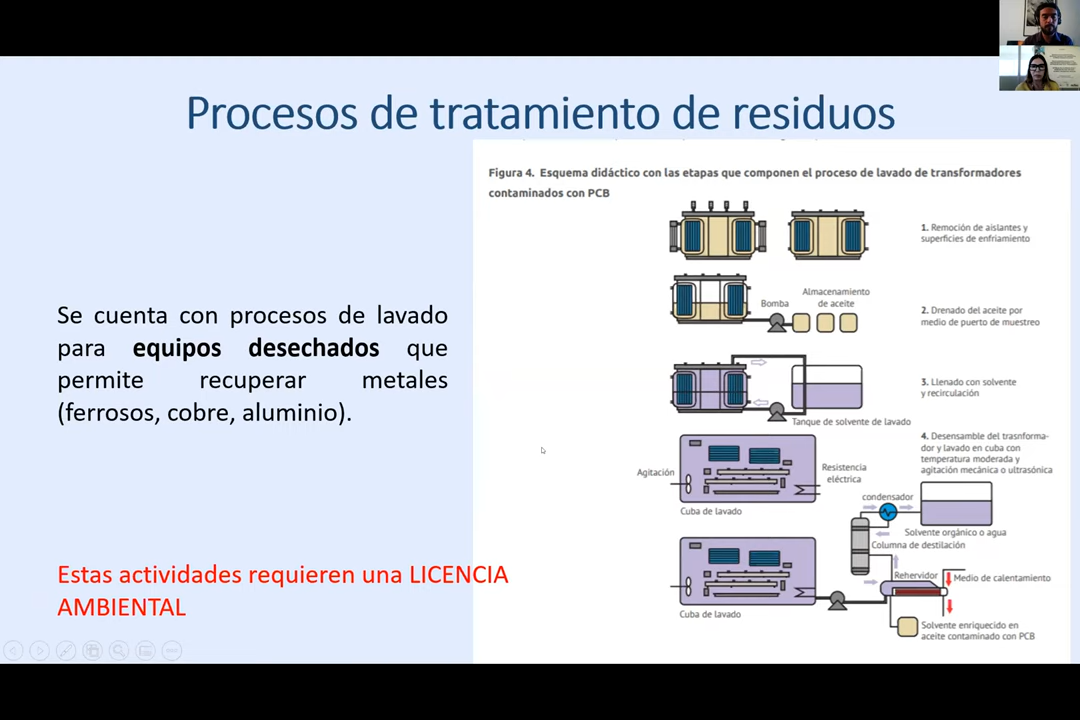 Procesos de tratamiento de residuos
Se cuenta con procesos de lavado
para equipos desechados que
permite recuperar metales
(ferrosos, cobre, aluminio).
Estas actividades requieren una LICENCIA
AMBIENTAL
Figura 4. Esquema didáctico con las etapas que componen el proceso de lavado de transformadores
contaminados con PCB
1. Remoción de aislantes y
superficies de enfriamiento
Almacenamiento
de aceite
Bomba
2. Drenado del aceite por
medio de puerto de muestreo
3. Llenado con solvente
y recirculación
Tanque de solvente de lavado
4. Desensamble del trasnforma-
dor y lavado en cuba con
temperatura moderada y
agitación mecánica o ultrasónica
Agitación
Resistencia
eléctrica
Cuba de lavado
condensador
Solvente orgánico o agua
Columna de destilación
Rehervidor
Medio de calentamiento
Cuba de lavado
Solvente enriquecido en
aceite contaminado con PCB